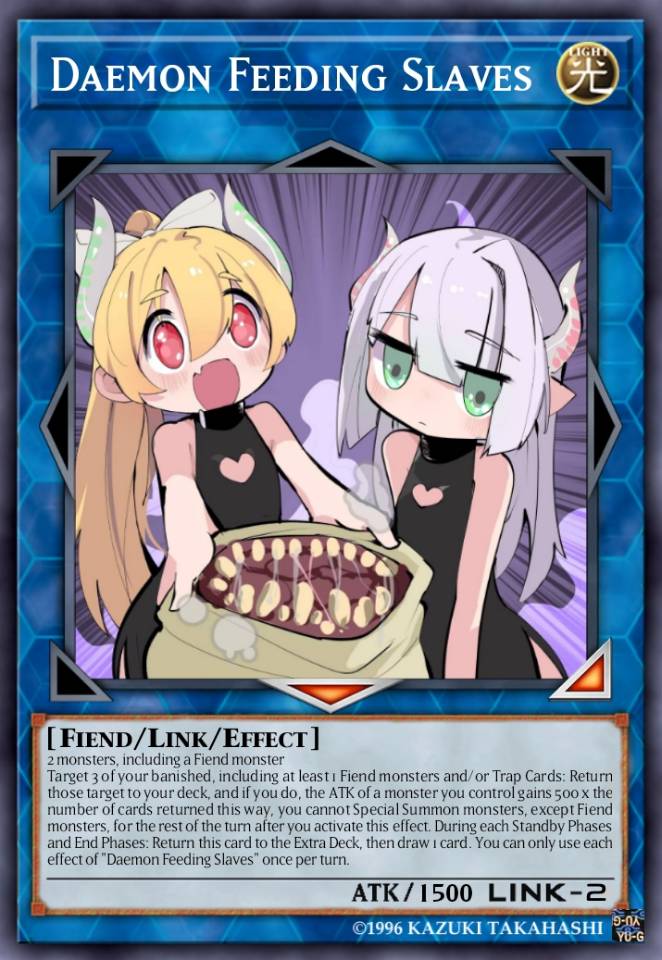 Daemon Feeding Slaves
LIGHT
光
[Fiend/Link/Effect]
2 monsters, including a Fiend monster
Target 3 of your banished, including at least 1 Fiend monsters and/or Trap Cards: Return
those target to your deck, and if you do, the ATK of a monster you control gains 500 x the
number of cards returned this way, you cannot Special Summon monsters, except Fiend
monsters, for the rest of the turn after you activate this effect. During each Standby Phases
and End Phases: Return this card to the Extra Deck, then draw 1 card. You can only use each
effect of "Daemon Feeding Slaves" once per turn.
ATK/1500 LINK-2
©1996 KAZUKI TAKAHASHI